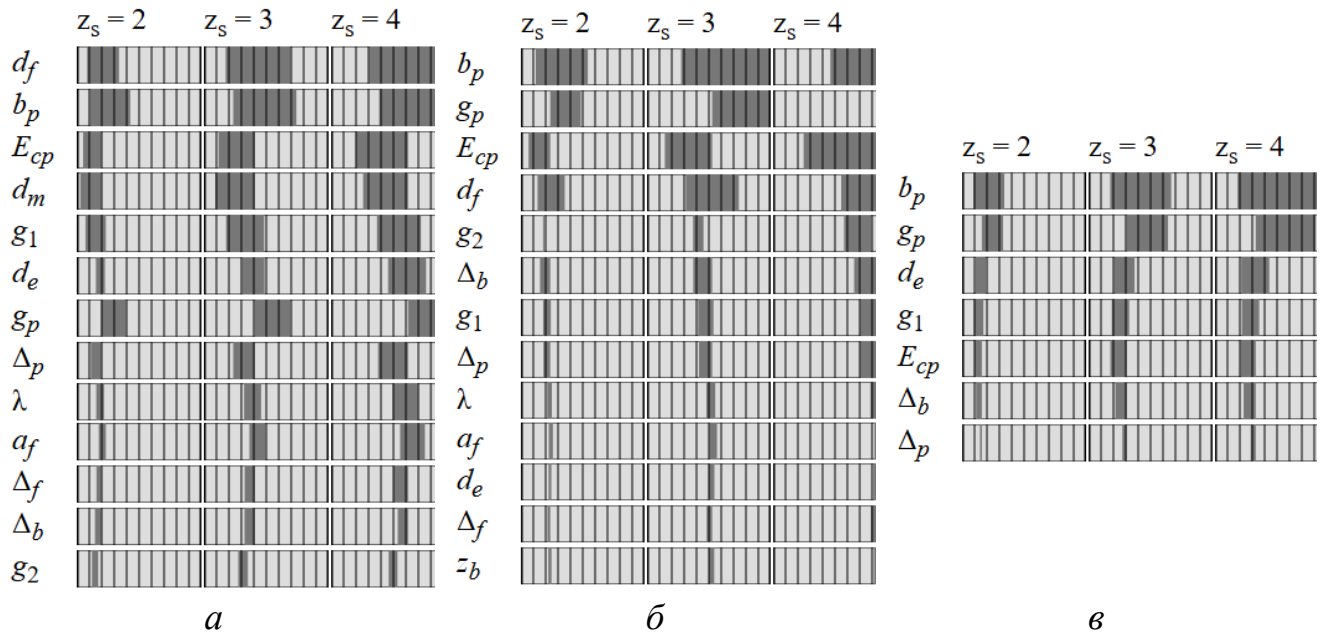 z_s = 2 z_s = 3 z_s = 4
d_f
b_p
E_cp
d_m
g_1
d_e
g_p
Δ_p
λ
a_f
Δ_f
Δ_b
g_2
а
z_s = 2 z_s = 3 z_s = 4
b_p
g_p
E_cp
d_f
g_2
Δ_b
g_1
Δ_p
λ
a_f
d_e
Δ_f
z_b
б
z_s = 2 z_s = 3 z_s = 4
b_p
g_p
d_e
g_1
E_cp
Δ_b
Δ_p
в